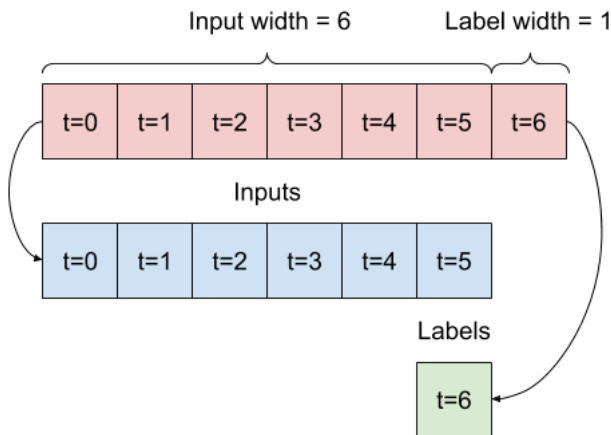 Input width = 6 Label width = 1
t=0 t=1 t=2 t=3 t=4 t=5 t=6
Inputs
t=0 t=1 t=2 t=3 t=4 t=5
Labels
t=6